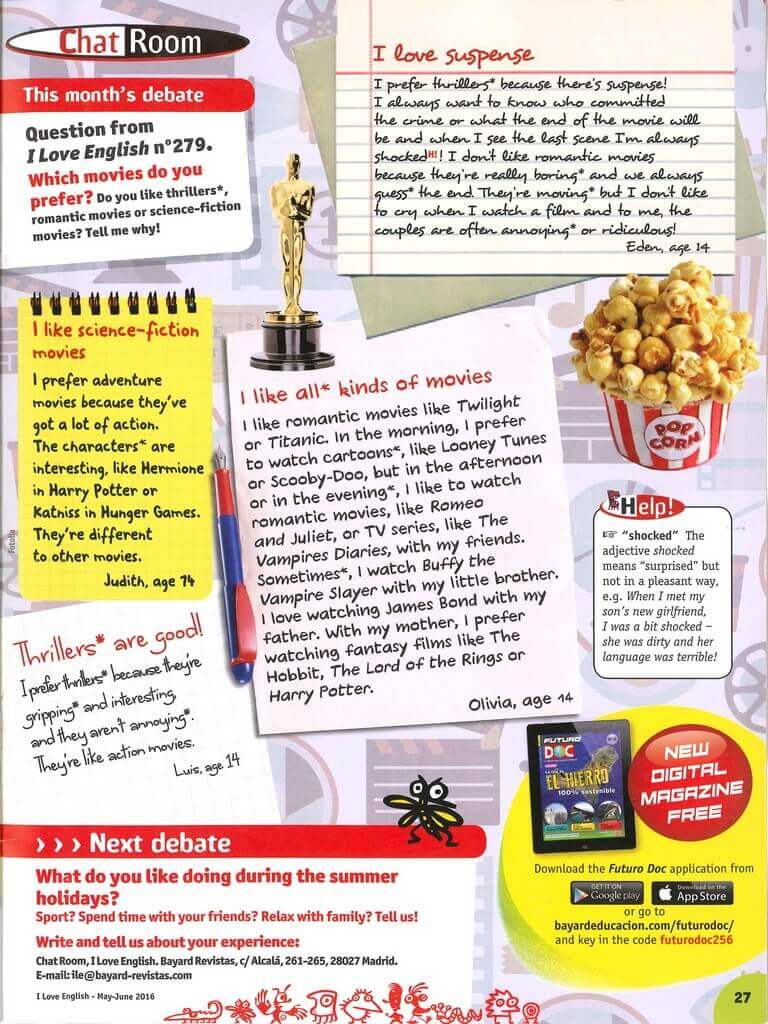 Chat Room
This month's debate
Question from
I Love English n°279.
Which movies do you
prefer? Do you like thrillers*,
romantic movies or science-fiction
movies? Tell me why!
I love suspense
I prefer thrillers* because there's suspense!
I always want to know who committed
the crime or what the end of the movie will
be and when I see the last scene I'm always
shockedH! ! I don't like romantic movies
because they're really boring* and we always
guess* the end. They're moving* but I don't like
to cry when I watch a film and to me, the
couples are often annoying* or ridiculous!
Eden, age 14
I like science-fiction
movies
I prefer adventure
movies because they've
got a lot of action.
The characters* are
interesting, like Hermione
in Harry Potter or
Katniss in Hunger Games.
They're different
to other movies.
Judith, age 14
Fotolia
I like all* kinds of movies
I like romantic movies like Twilight
or Titanic. In the morning, I prefer
to watch cartoons*, like Looney Tunes
or Scooby-Doo, but in the afternoon
or in the evening*, I like to watch
romantic movies, like Romeo
and Juliet, or TV series, like The
Vampires Diaries, with my friends.
Sometimes*, I watch Buffy the
Vampire Slayer with my little brother.
I love watching James Bond with my
father. With my mother, I prefer
watching fantasy films like The
Hobbit, The Lord of the Rings or
Harry Potter.
Olivia, age 14
POP
CORN
Help!
☞ "shocked" The
adjective shocked
means "surprised" but
not in a pleasant way,
e.g. When I met my
son's new girlfriend,
I was a bit shocked –
she was dirty and her
language was terrible!
Thrillers* are good!
I prefer thrillers* because they're
gripping* and interesting,
and they aren't annoying*.
They're like action movies.
Luis, age 14
FUTURO
DOC
EL HIERRO
100% sostenible
NEW
DIGITAL
MAGAZINE
FREE
Download the Futuro Doc application from
GET IT ON
Google play
Download on the
App Store
or go to
bayardeducacion.com/futurodoc/
and key in the code futurodoc256
››› Next debate
What do you like doing during the summer
holidays?
Sport? Spend time with your friends? Relax with family? Tell us!
Write and tell us about your experience:
Chat Room, I Love English. Bayard Revistas, c/ Alcalá, 261-265, 28027 Madrid.
E-mail: ile@bayard-revistas.com
I Love English - May-June 2016
27